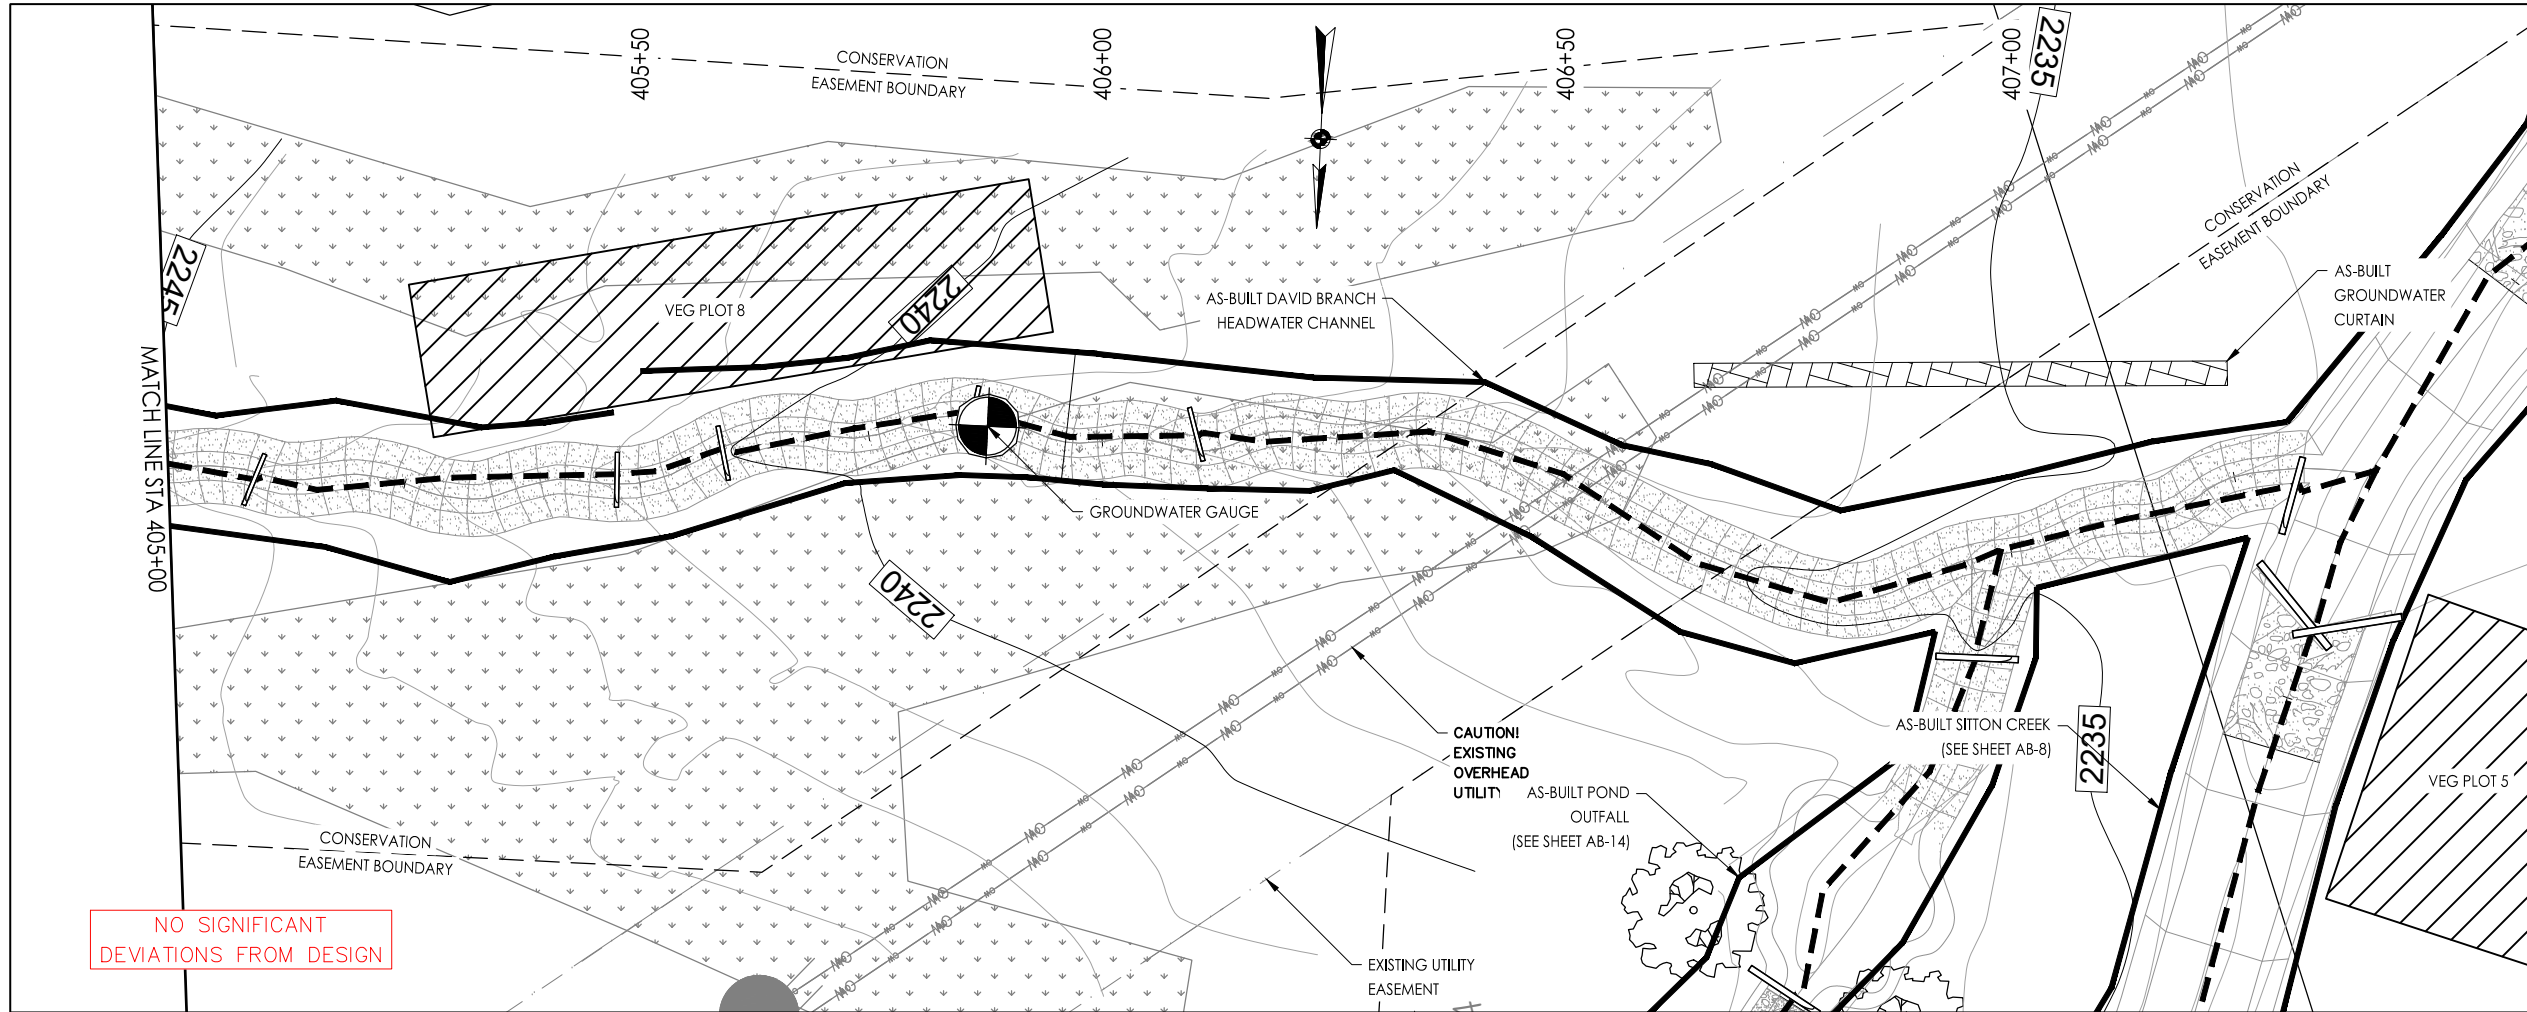 405+50
406+00
406+50
407+00
2235
CONSERVATION
EASEMENT BOUNDARY
CONSERVATION
EASEMENT BOUNDARY
2245
VEG PLOT 8
2240
AS-BUILT DAVID BRANCH
HEADWATER CHANNEL
AS-BUILT
GROUNDWATER
CURTAIN
MATCH LINE STA 405+00
GROUNDWATER GAUGE
2240
CAUTION!
EXISTING
OVERHEAD
UTILITY
AS-BUILT POND
OUTFALL
(SEE SHEET AB-14)
AS-BUILT SITTON CREEK
(SEE SHEET AB-8)
2235
VEG PLOT 5
CONSERVATION
EASEMENT BOUNDARY
NO SIGNIFICANT
DEVIATIONS FROM DESIGN
EXISTING UTILITY
EASEMENT